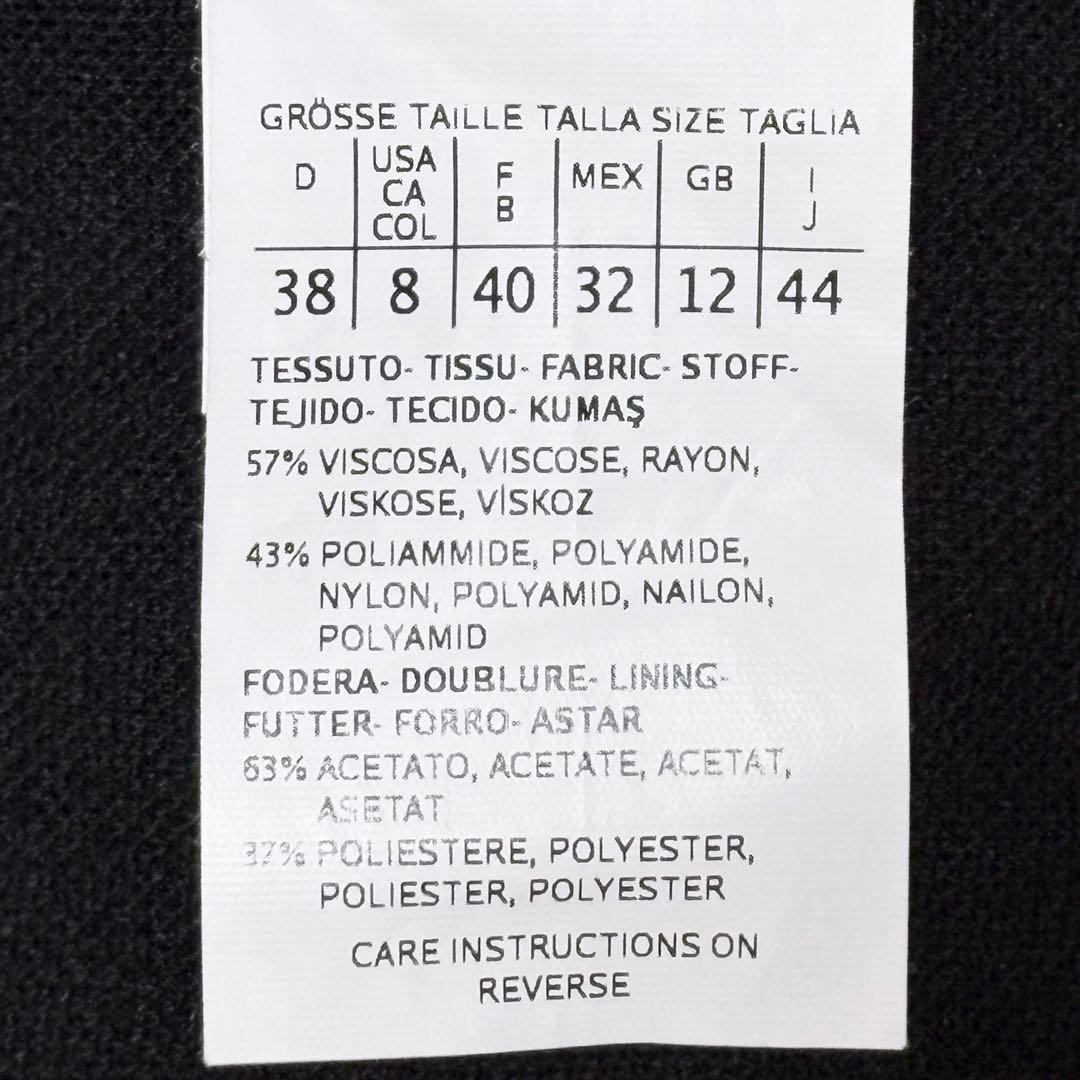 GRÖSSE TAILLE TALLA SIZE TAGLIA
D USA CA COL F B MEX GB I J
38 8 40 32 12 44
TESSUTO- TISSU- FABRIC- STOFF-
TEJIDO- TECIDO- KUMAŞ
57% VISCOSA, VISCOSE, RAYON,
VISKOSE, VİSKOZ
43% POLIAMMIDE, POLYAMIDE,
NYLON, POLYAMID, NAILON,
POLYAMID
FODERA- DOUBLURE- LINING-
FUTTER- FORRO- ASTAR
63% ACETATO, ACETATE, ACETAT,
ASETAT
37% POLIESTERE, POLYESTER,
POLIESTER, POLYESTER
CARE INSTRUCTIONS ON
REVERSE